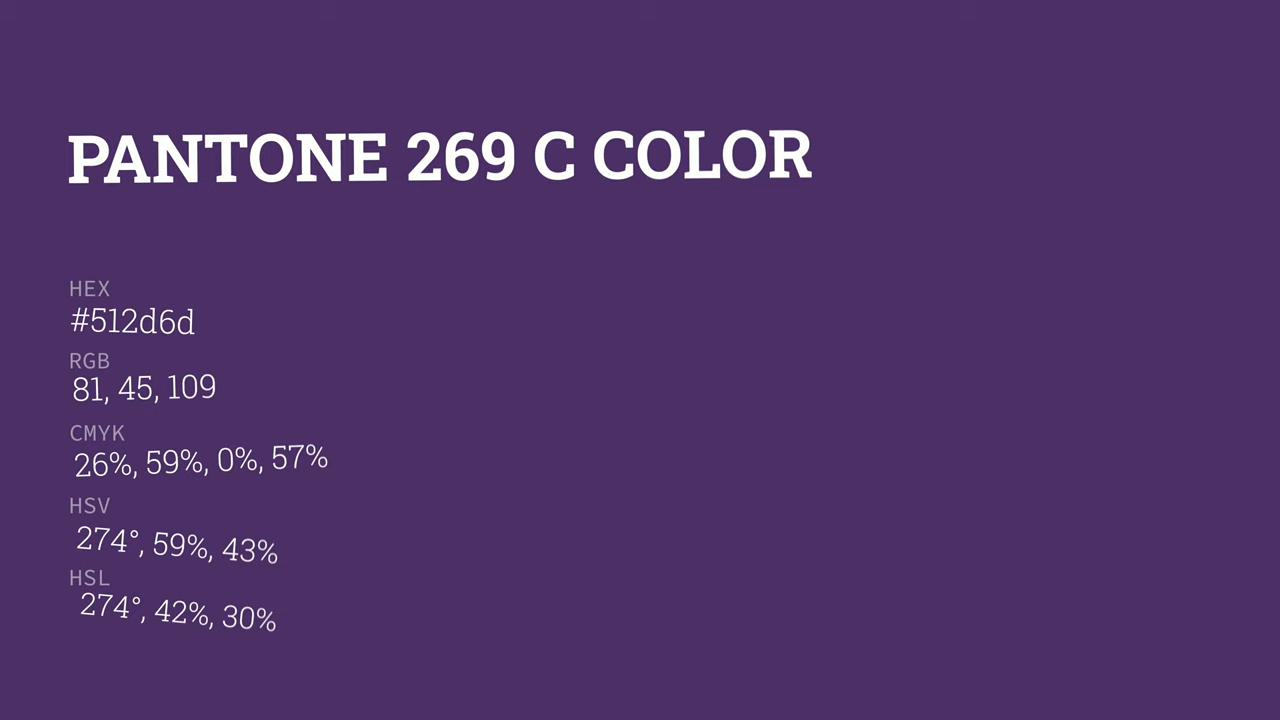 PANTONE 269 C COLOR
HEX
#512d6d
RGB
81, 45, 109
CMYK
26%, 59%, 0%, 57%
HSV
274°, 59%, 43%
HSL
274°, 42%, 30%